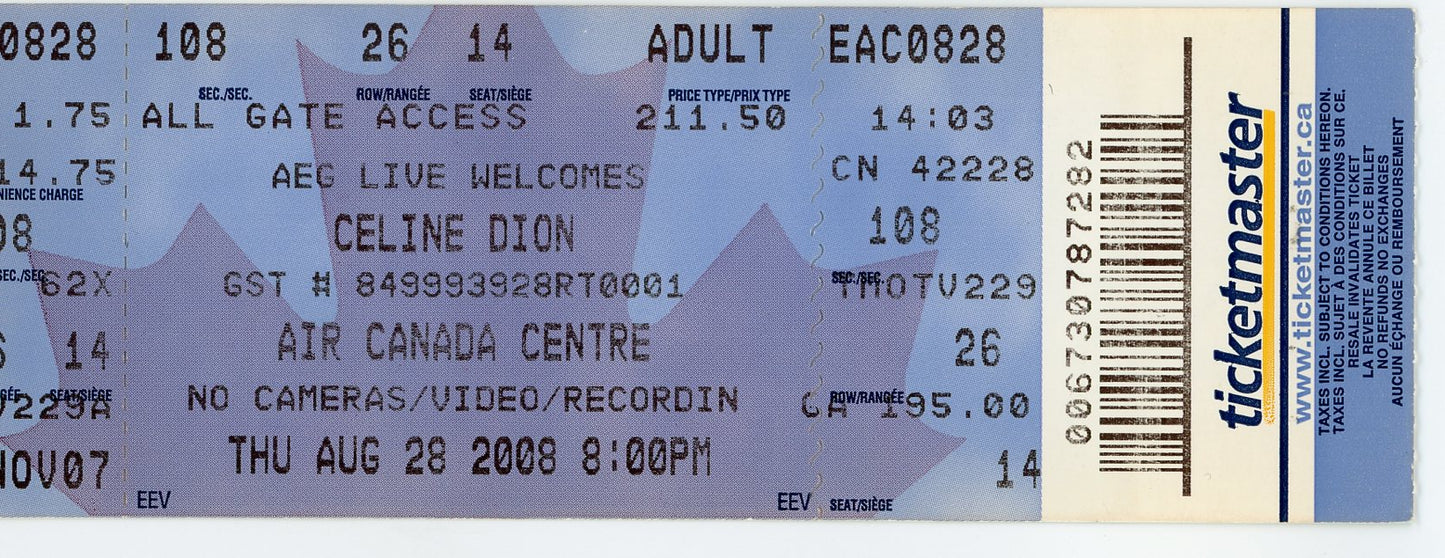 0828
1.75
14.75
NIENCE CHARGE
08
SEC./SEC.
62X
14
SEAT/SIÈGE
229A
NOV07
108 26 14 ADULT
SEC./SEC. ROW/RANGÉE SEAT/SIÈGE PRICE TYPE/PRIX TYPE
ALL GATE ACCESS 211.50
AEG LIVE WELCOMES
CELINE DION
GST # 849993928RT0001
AIR CANADA CENTRE
NO CAMERAS/VIDEO/RECORDIN
THU AUG 28 2008 8:00PM
EEV EEV
EAC0828
14:03
CN 42228
108
SEC./SEC.
TMOTV229
26
ROW/RANGÉE
CA 195.00
14
SEAT/SIÈGE
006730787282
ticketmaster
www.ticketmaster.ca
TAXES INCL. SUBJECT TO CONDITIONS HEREON.
TAXES INCL. SUJET À DES CONDITIONS SUR CE.
RESALE INVALIDATES TICKET
LA REVENTE ANNULE CE BILLET
NO REFUNDS NO EXCHANGES
AUCUN ÉCHANGE OU REMBOURSEMENT